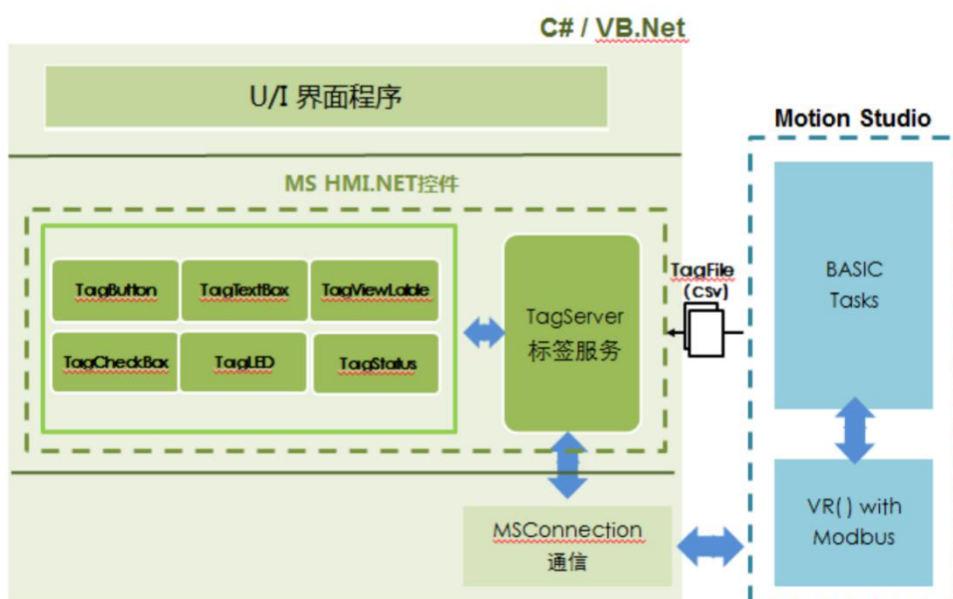 C# / VB.Net
U/I 界面程序
Motion Studio
MS HMI.NET控件
TagButton
TagTextBox
TagViewLable
TagCheckBox
TagLED
TagStatus
TagServer
标签服务
TagFile
(CSV)
BASIC
Tasks
MSConnection
通信
VR( ) with
Modbus